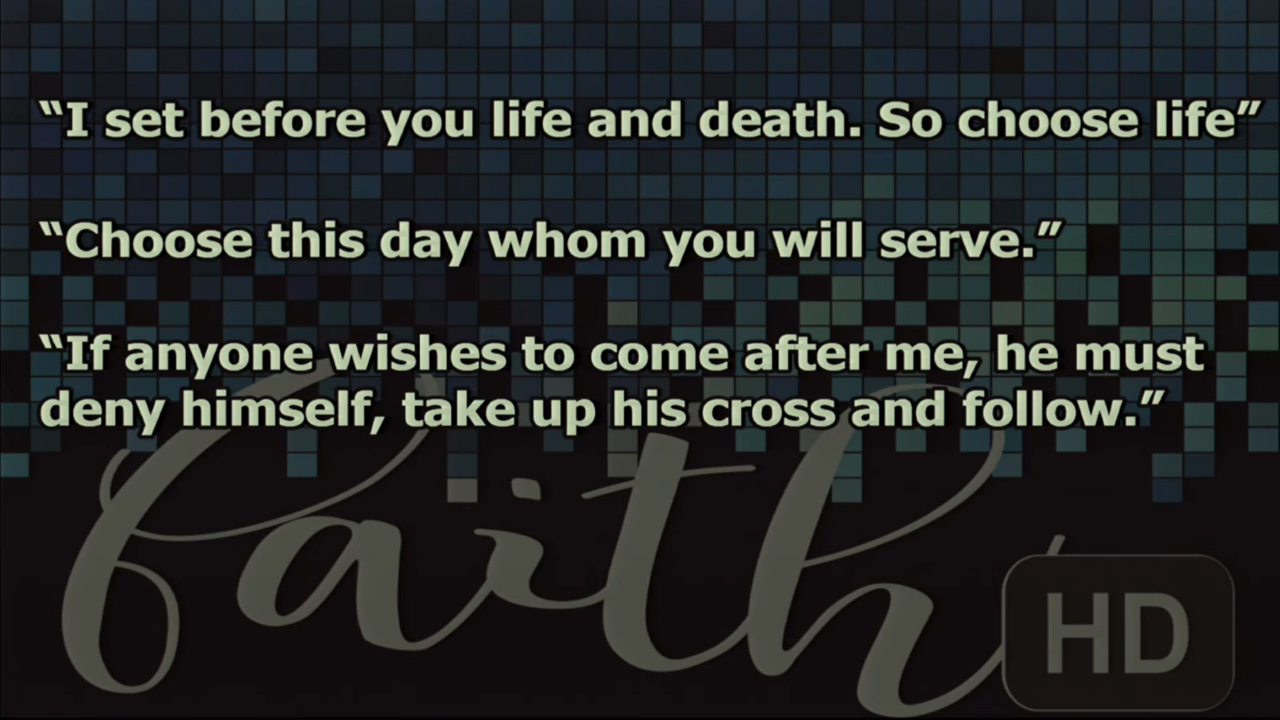 “I set before you life and death. So choose life”
“Choose this day whom you will serve.”
“If anyone wishes to come after me, he must
deny himself, take up his cross and follow.”
faith
HD